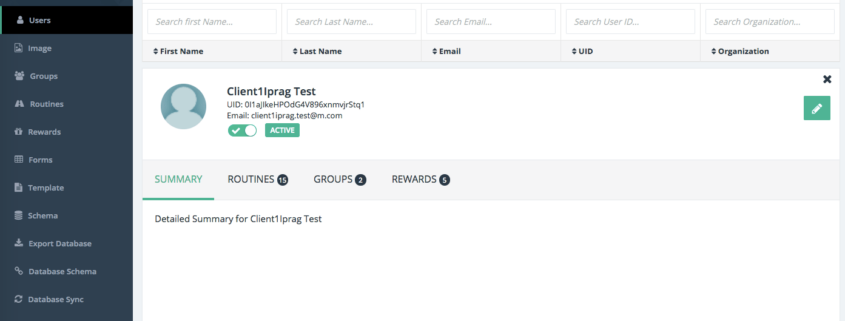 Users
Image
Groups
Routines
Rewards
Forms
Template
Schema
Export Database
Database Schema
Database Sync
Search first Name...
Search Last Name...
Search Email...
Search User ID...
Search Organization...
First Name
Last Name
Email
UID
Organization
Client1Iprag Test
UID: 0I1aJIkeHPOdG4V896xnmvjrStq1
Email: client1iprag.test@m.com
ACTIVE
SUMMARY
ROUTINES 15
GROUPS 2
REWARDS 5
Detailed Summary for Client1Iprag Test